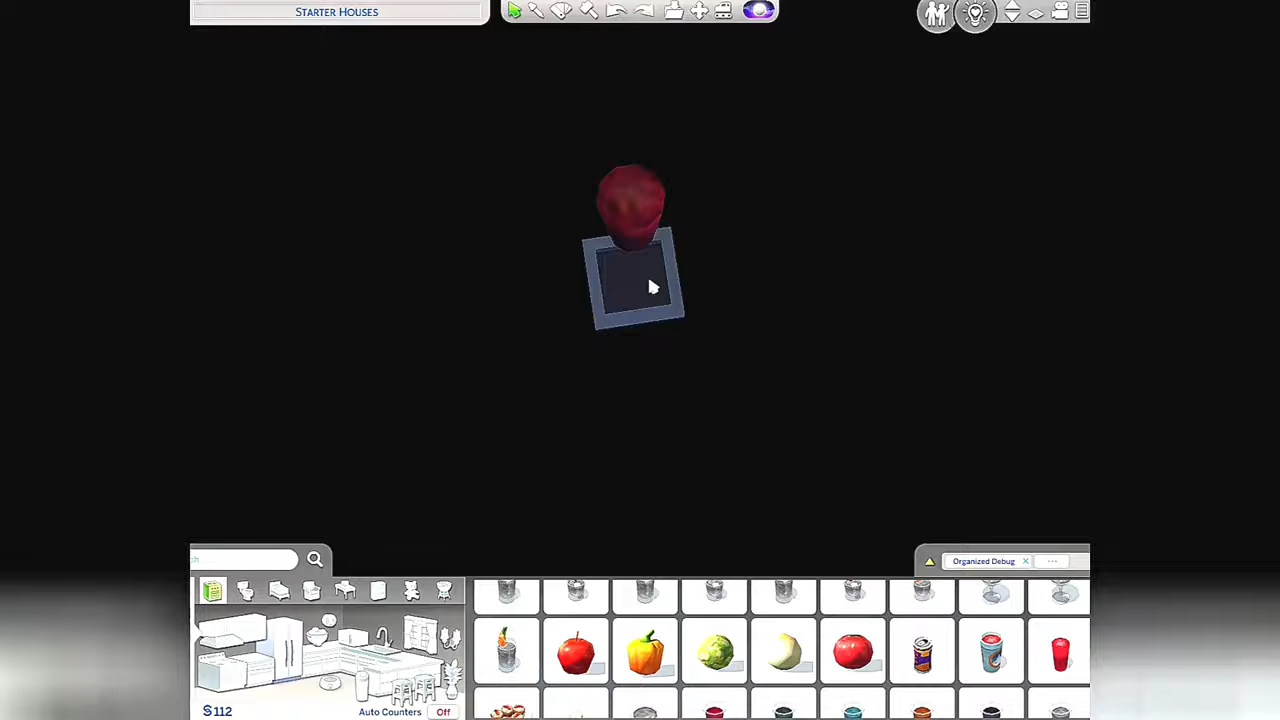 STARTER HOUSES
Organized Debug
...
§112
Auto Counters
Off